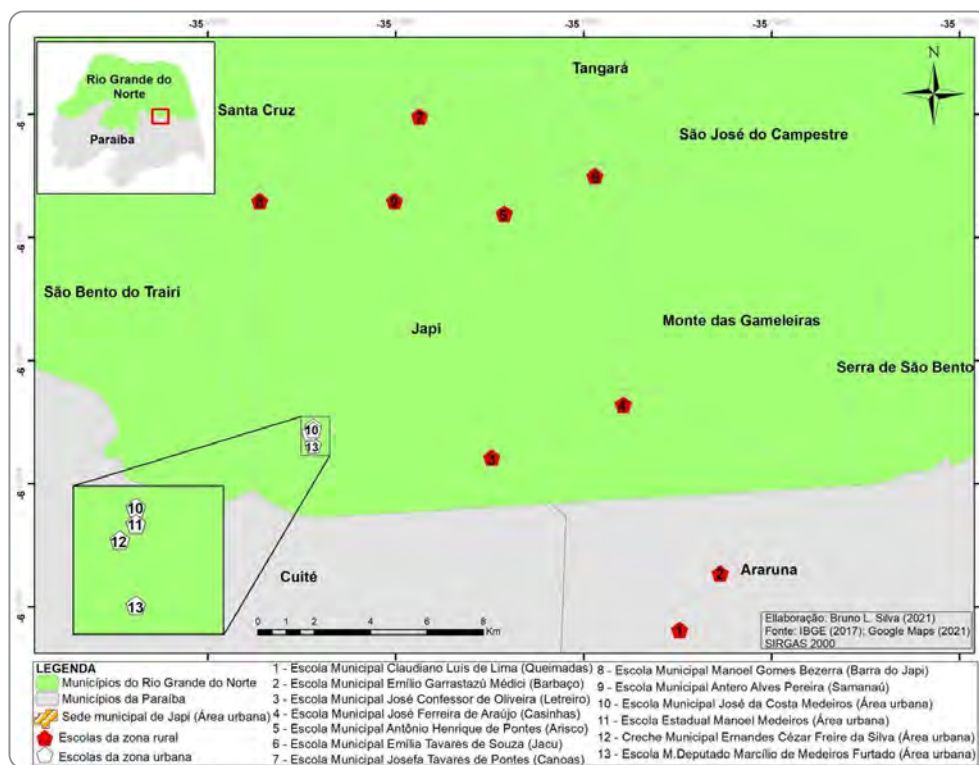 -35
-35
-35
-35
-35
N
Rio Grande do
Norte
Paraíba
Tangará
Santa Cruz
São José do Campestre
7
6
8
9
5
São Bento do Trairi
Japi
Monte das Gameleiras
Serra de São Bento
4
10
13
3
10
11
12
13
2
Araruna
Cuité
1
0
2
4
6
8
Km
Ellaboração: Bruno L. Silva (2021)
Fonte: IBGE (2017); Google Maps (2021)
SIRGAS 2000
LEGENDA
Municípios do Rio Grande do Norte
Municípios da Paraíba
Sede municipal de Japi (Área urbana)
Escolas da zona rural
Escolas da zona urbana
1 - Escola Municipal Claudiano Luis de Lima (Queimadas)
2 - Escola Municipal Emílio Garrastazú Médici (Barbaço)
3 - Escola Municipal José Confessor de Oliveira (Letreiro)
4 - Escola Municipal José Ferreira de Araújo (Casinhas)
5 - Escola Municipal Antônio Henrique de Pontes (Arisco)
6 - Escola Municipal Emília Tavares de Souza (Jacu)
7 - Escola Municipal Josefa Tavares de Pontes (Canoas)
8 - Escola Municipal Manoel Gomes Bezerra (Barra do Japi)
9 - Escola Municipal Antero Alves Pereira (Samanaú)
10 - Escola Municipal José da Costa Medeiros (Área urbana)
11 - Escola Estadual Manoel Medeiros (Área urbana)
12 - Creche Municipal Ernandes Cézar Freire da Silva (Área urbana)
13 - Escola M.Deputado Marcílio de Medeiros Furtado (Área urbana)